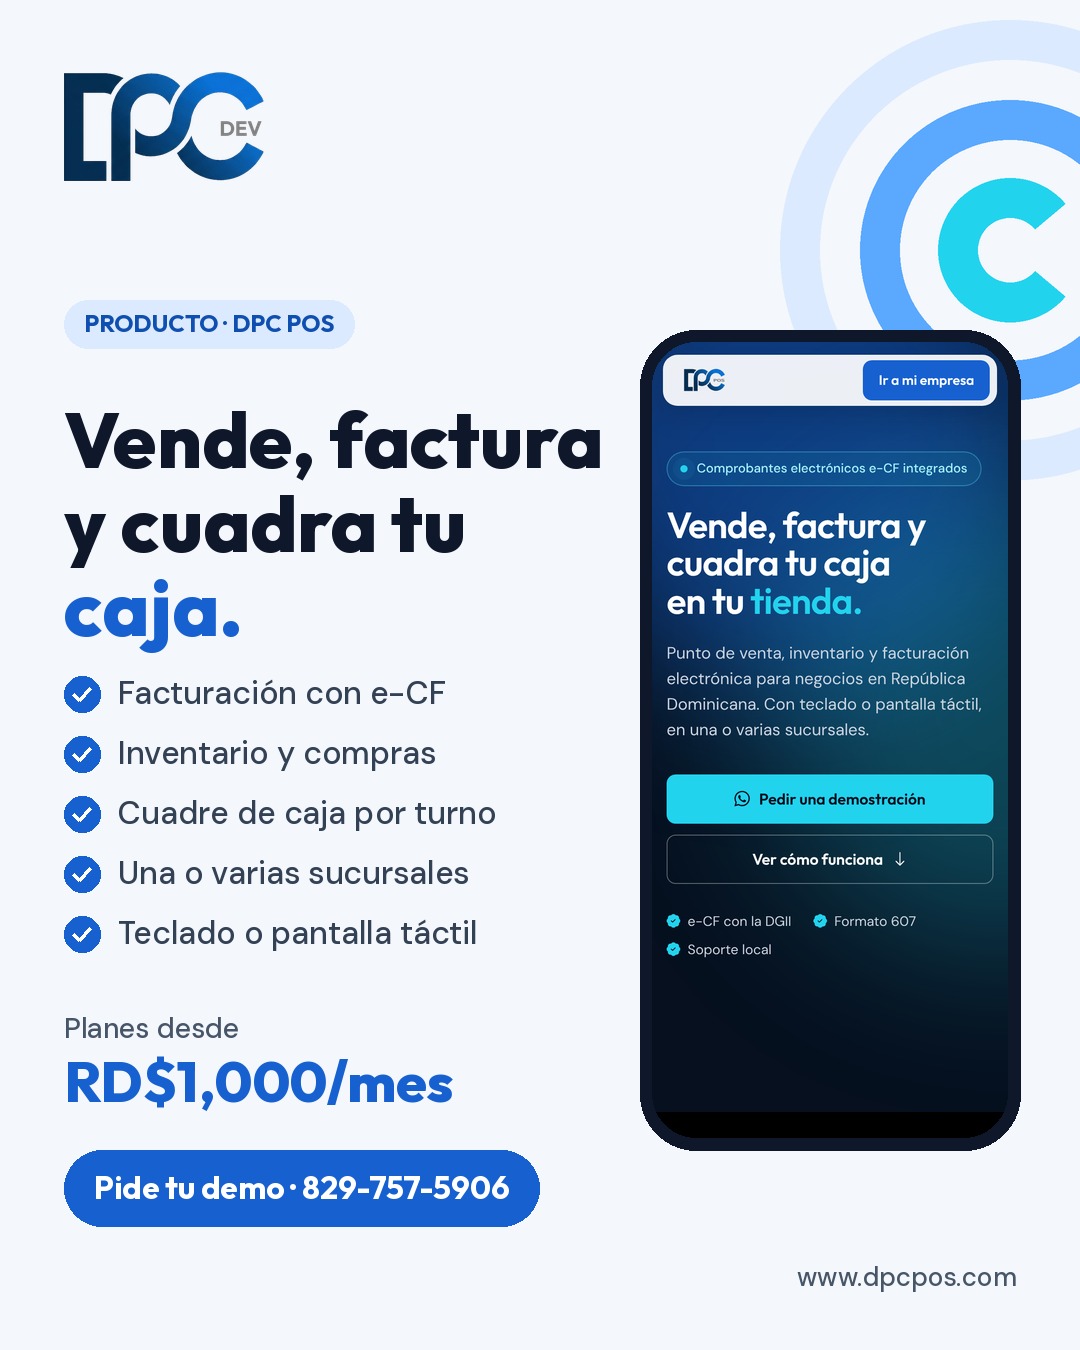 DPC DEV
PRODUCTO · DPC POS
Vende, factura
y cuadra tu
caja.
Facturación con e-CF
Inventario y compras
Cuadre de caja por turno
Una o varias sucursales
Teclado o pantalla táctil
Planes desde
RD$1,000/mes
Pide tu demo · 829-757-5906
DPC POS
Ir a mi empresa
Comprobantes electrónicos e-CF integrados
Vende, factura y
cuadra tu caja
en tu tienda.
Punto de venta, inventario y facturación
electrónica para negocios en República
Dominicana. Con teclado o pantalla táctil,
en una o varias sucursales.
Pedir una demostración
Ver cómo funciona ↓
e-CF con la DGII
Formato 607
Soporte local
www.dpcpos.com